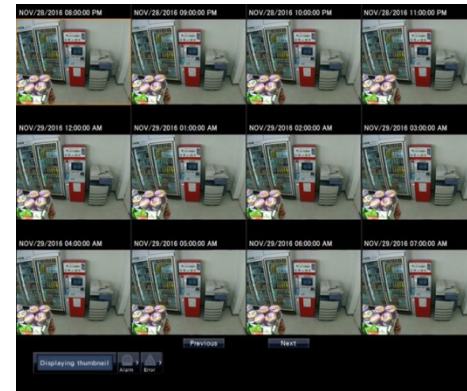 NOV/28/2016 08:00:00 PM NOV/28/2016 09:00:00 PM NOV/28/2016 10:00:00 PM NOV/28/2016 11:00:00 PM
NOV/29/2016 12:00:00 AM NOV/29/2016 01:00:00 AM NOV/29/2016 02:00:00 AM NOV/29/2016 03:00:00 AM
NOV/29/2016 04:00:00 AM NOV/29/2016 05:00:00 AM NOV/29/2016 06:00:00 AM NOV/29/2016 07:00:00 AM
Previous Next
Displaying thumbnail Alarm Error